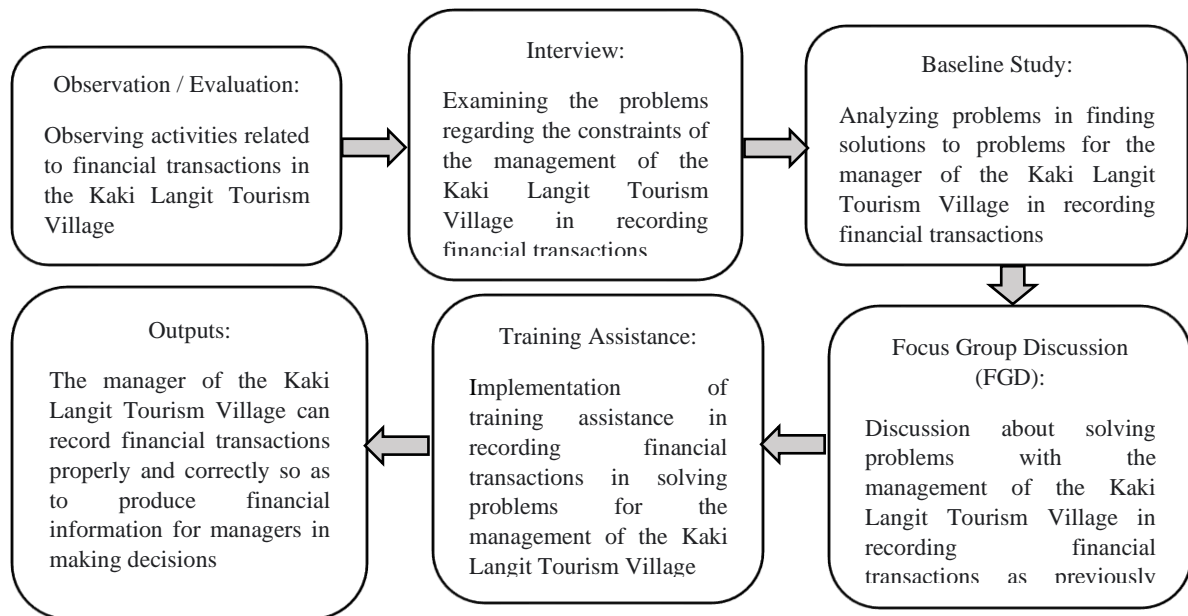 Observation / Evaluation:
Observing activities related
to financial transactions in
the Kaki Langit Tourism
Village
Interview:
Examining the problems
regarding the constraints of
the management of the
Kaki Langit Tourism
Village in recording
financial transactions
Baseline Study:
Analyzing problems in finding
solutions to problems for the
manager of the Kaki Langit
Tourism Village in recording
financial transactions
Focus Group Discussion
(FGD):
Discussion about solving
problems with the
management of the Kaki
Langit Tourism Village in
recording financial
transactions as previously
Training Assistance:
Implementation of
training assistance in
recording financial
transactions in solving
problems for the
management of the Kaki
Langit Tourism Village
Outputs:
The manager of the Kaki
Langit Tourism Village can
record financial transactions
properly and correctly so as
to produce financial
information for managers in
making decisions